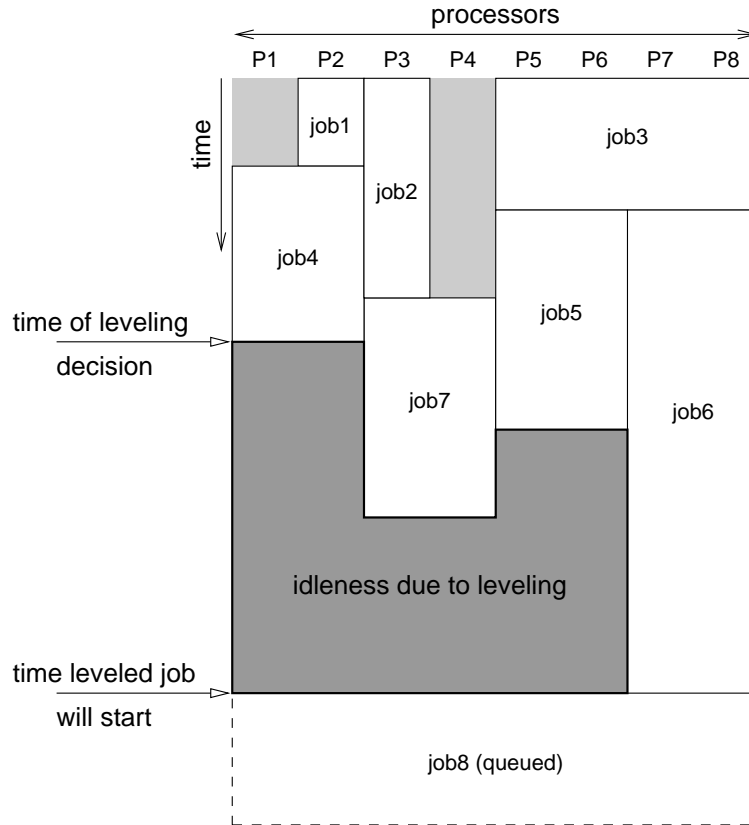 processors
P1 P2 P3 P4 P5 P6 P7 P8
time
job1
job3
job2
job4
time of leveling
decision
job5
job7
job6
idleness due to leveling
time leveled job
will start
job8 (queued)